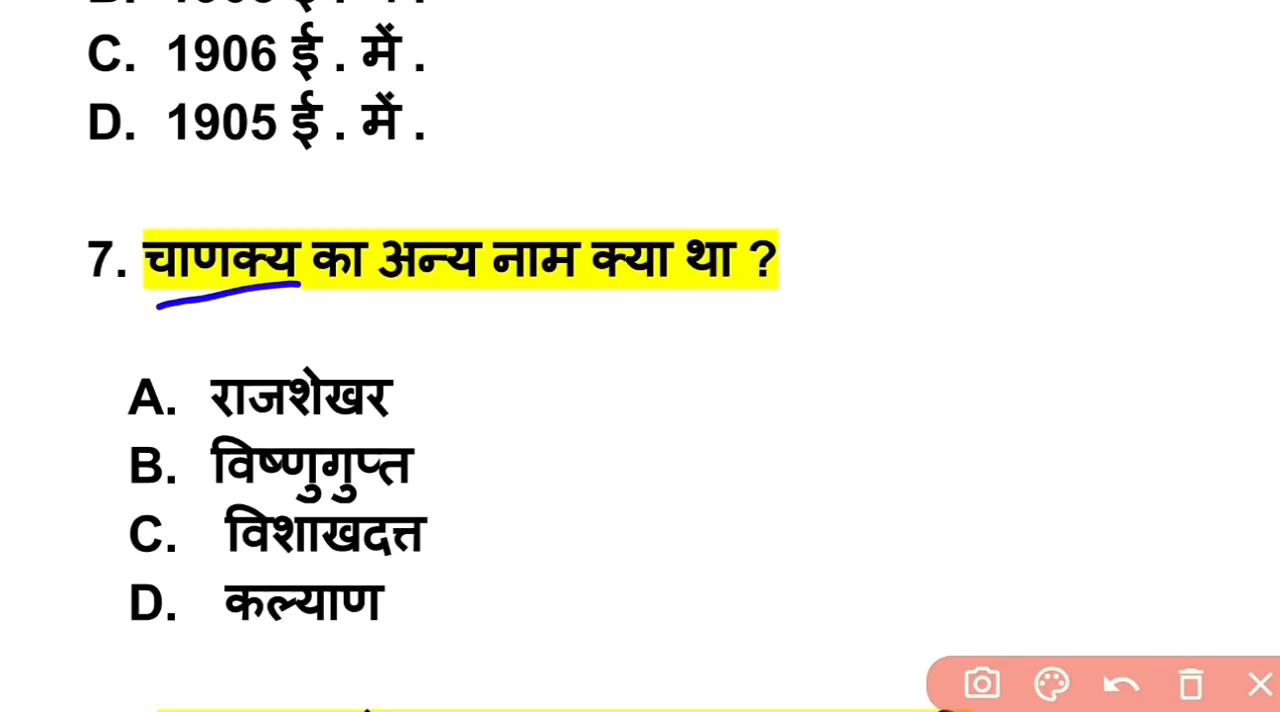 C. 1906 ई . में .
D. 1905 ई . में .
7. चाणक्य का अन्य नाम क्या था ?
A. राजशेखर
B. विष्णुगुप्त
C. विशाखदत्त
D. कल्याण